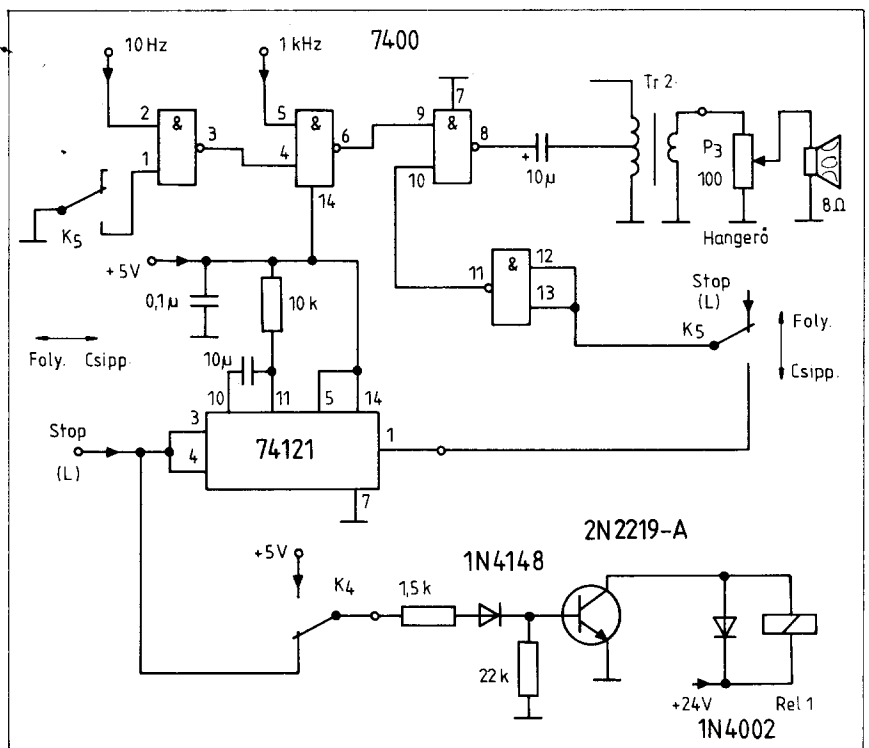 10 Hz
1 kHz
7400
2
&
3
1
K5
5
&
6
4
14
9
7
&
8
10
+
10µ
Tr 2
P3
100
8Ω
Hangerő
+5V
0,1µ
10 k
11
&
12
13
Stop
(L)
K5
Foly.
Csipp.
Foly. Csipp.
10µ
10
11
5
14
Stop
(L)
3
4
74121
1
7
+5V
K4
1,5 k
1N4148
2N2219-A
22k
+24V
Rel 1
1N4002